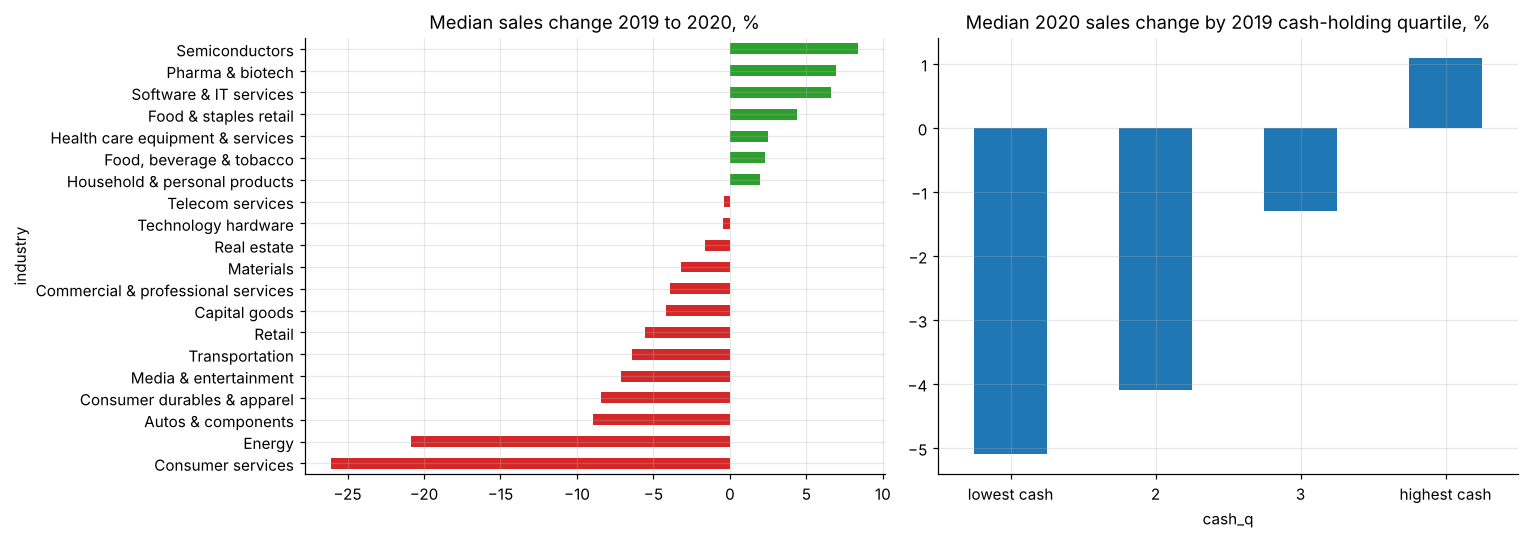 Median sales change 2019 to 2020, %
industry
Semiconductors
Pharma & biotech
Software & IT services
Food & staples retail
Health care equipment & services
Food, beverage & tobacco
Household & personal products
Telecom services
Technology hardware
Real estate
Materials
Commercial & professional services
Capital goods
Retail
Transportation
Media & entertainment
Consumer durables & apparel
Autos & components
Energy
Consumer services
−25 −20 −15 −10 −5 0 5 10
Median 2020 sales change by 2019 cash-holding quartile, %
1
0
−1
−2
−3
−4
−5
lowest cash 2 3 highest cash
cash_q